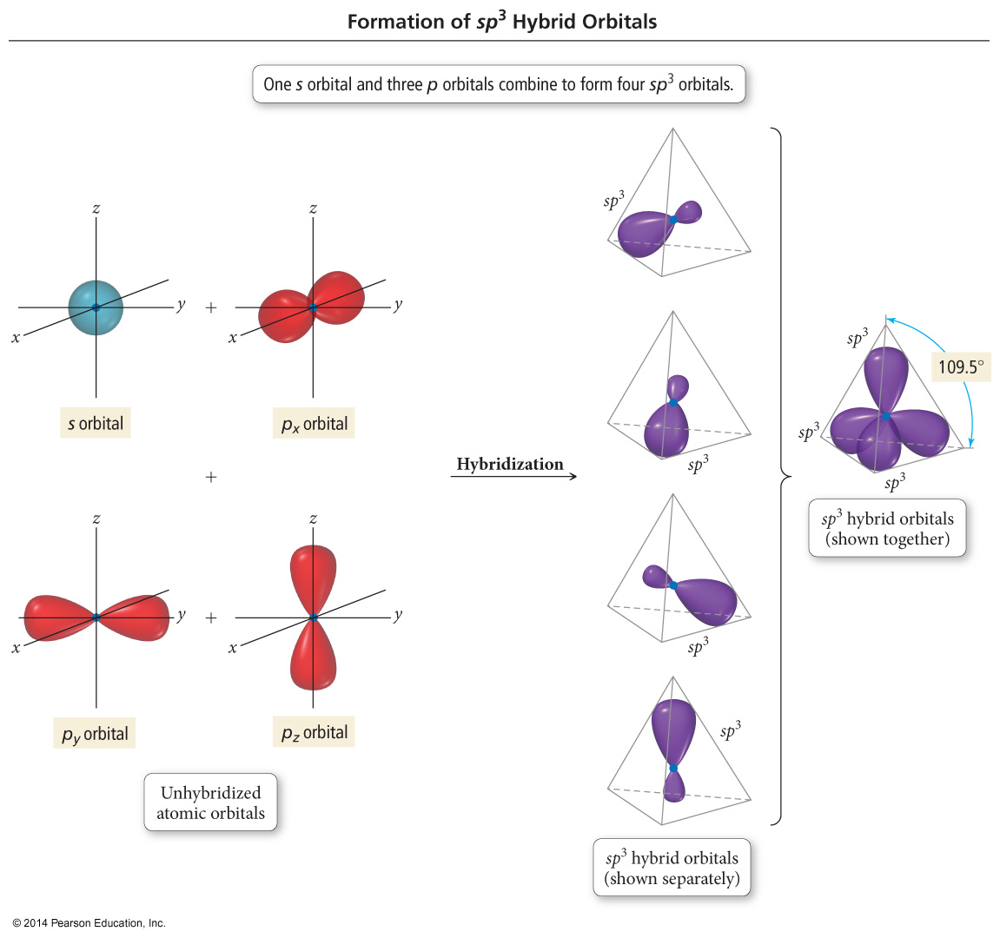 Formation of sp³ Hybrid Orbitals
One s orbital and three p orbitals combine to form four sp³ orbitals.
z
y
x
s orbital
+
z
y
x
pₓ orbital
+
z
y
x
p_y orbital
+
z
y
x
p_z orbital
Unhybridized
atomic orbitals
Hybridization
sp³
sp³
sp³
sp³
sp³ hybrid orbitals
(shown separately)
sp³
109.5°
sp³
sp³
sp³ hybrid orbitals
(shown together)
© 2014 Pearson Education, Inc.